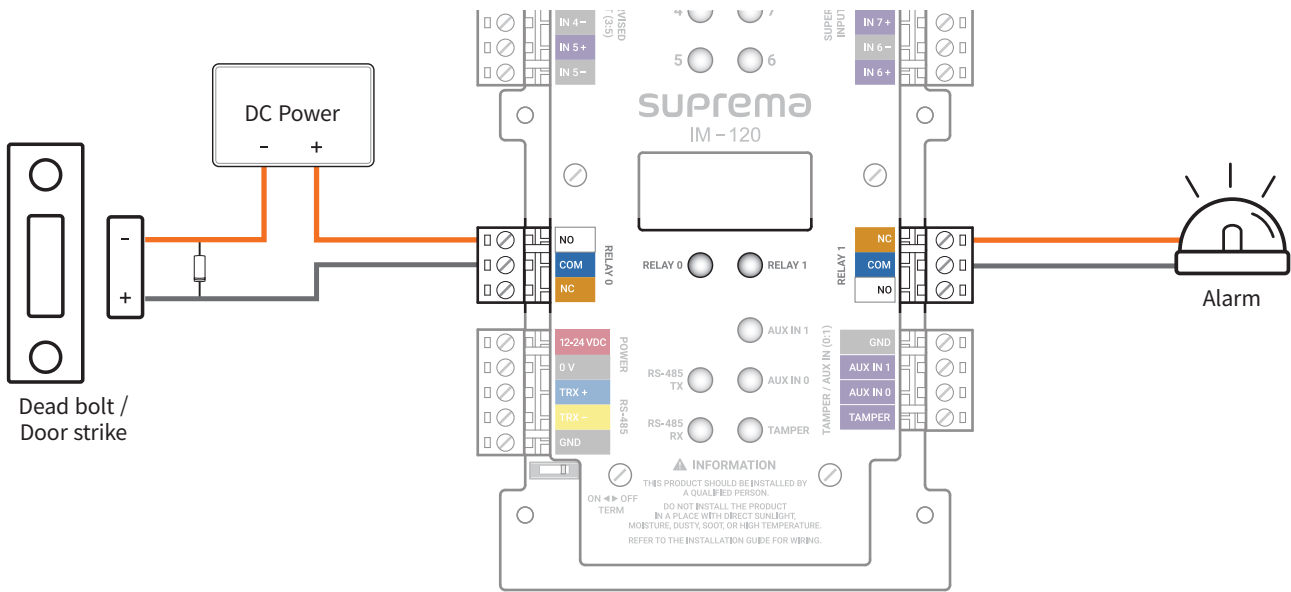 IN 4 -
IN 5 +
IN 5 -
5
6
SUPER
INPUT
IN 7 +
IN 6 -
IN 6 +
suprema
IM - 120
DC Power
- +
-
+
Dead bolt /
Door strike
NO
COM
NC
RELAY 0
RELAY 0
RELAY 1
RELAY 1
NC
COM
NO
Alarm
12-24 VDC
0 V
TRX +
TRX -
GND
POWER
RS-485
AUX IN 1
RS-485
TX
AUX IN 0
RS-485
RX
TAMPER
TAMPER / AUX IN (0:1)
GND
AUX IN 1
AUX IN 0
TAMPER
ON ◄► OFF
TERM
INFORMATION
THIS PRODUCT SHOULD BE INSTALLED BY
A QUALIFIED PERSON.
DO NOT INSTALL THE PRODUCT
IN A PLACE WITH DIRECT SUNLIGHT,
MOISTURE, DUSTY, SOOT, OR HIGH TEMPERATURE.
REFER TO THE INSTALLATION GUIDE FOR WIRING.